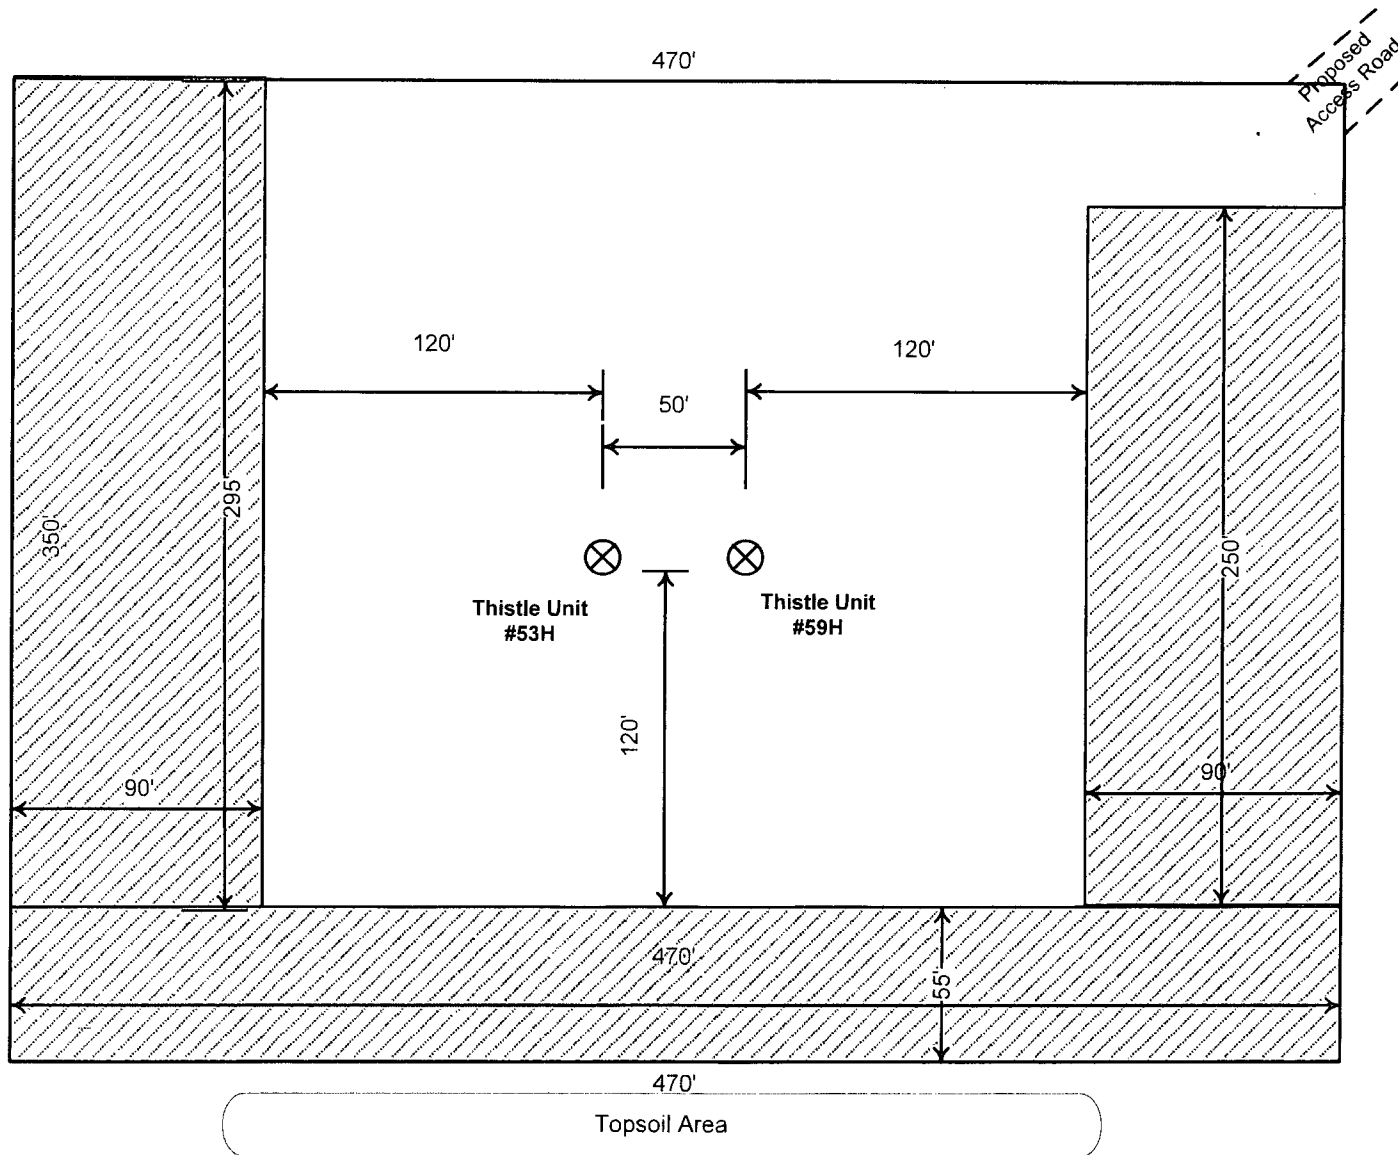 470'
Proposed
Access Road
120'
120'
50'
295'
350'
250'
Thistle Unit
#53H
Thistle Unit
#59H
120'
90'
90'
470'
55'
470'
Topsoil Area